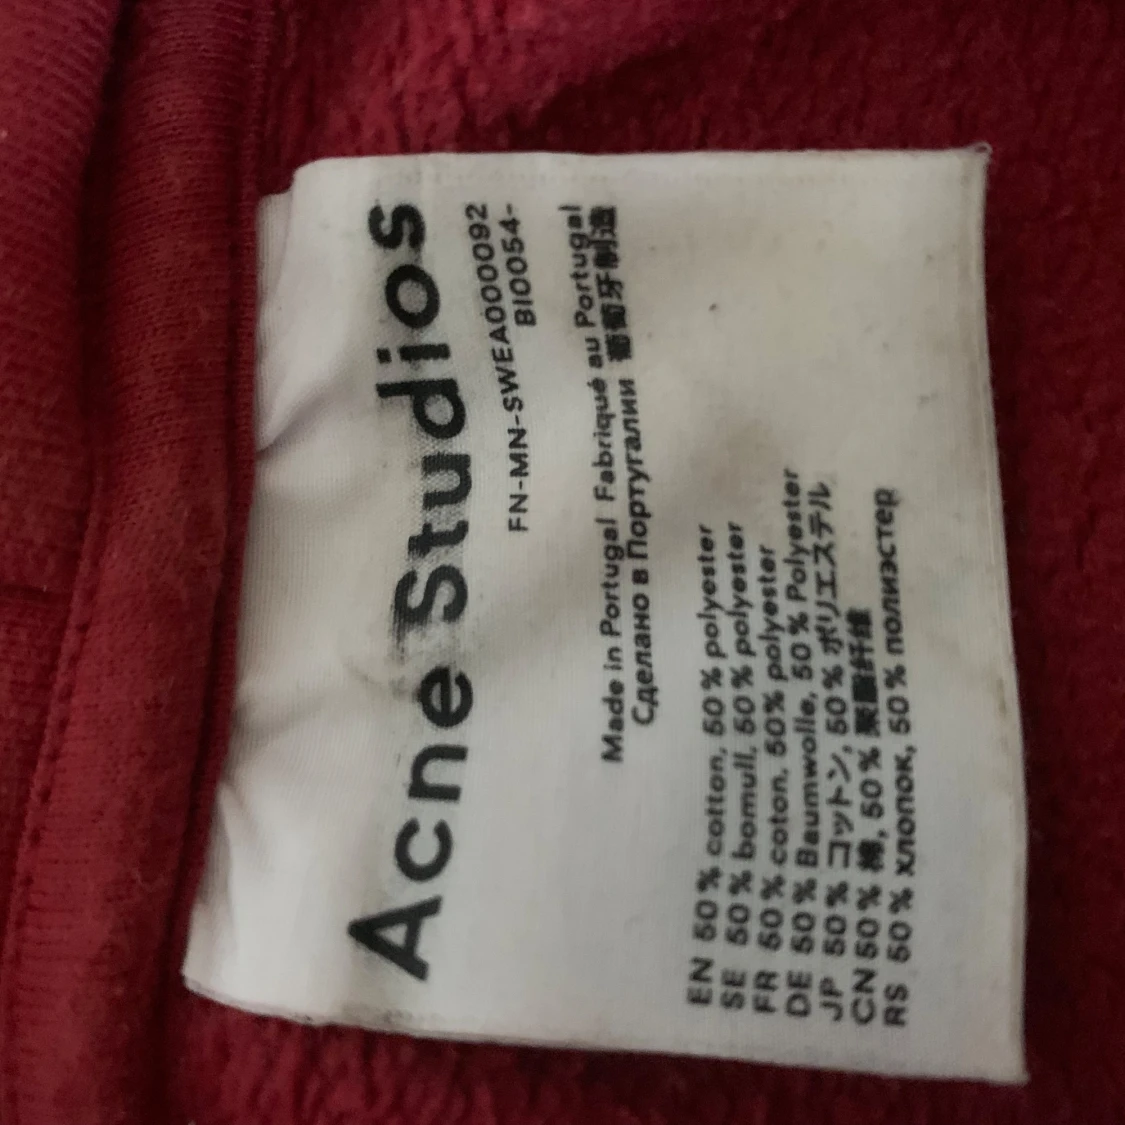 Acne Studios
FN-MN-SWEA000092
BI0054-
Made in Portugal Fabriqué au Portugal
Сделано в Португалии 葡萄牙制造
EN 50% cotton, 50% polyester
SE 50% bomull, 50% polyester
FR 50% coton, 50% polyester
DE 50% Baumwolle, 50% Polyester
JP 50% コットン, 50% ポリエステル
CN 50% 棉, 50% 聚酯纤维
RS 50% хлопок, 50% полиэстер